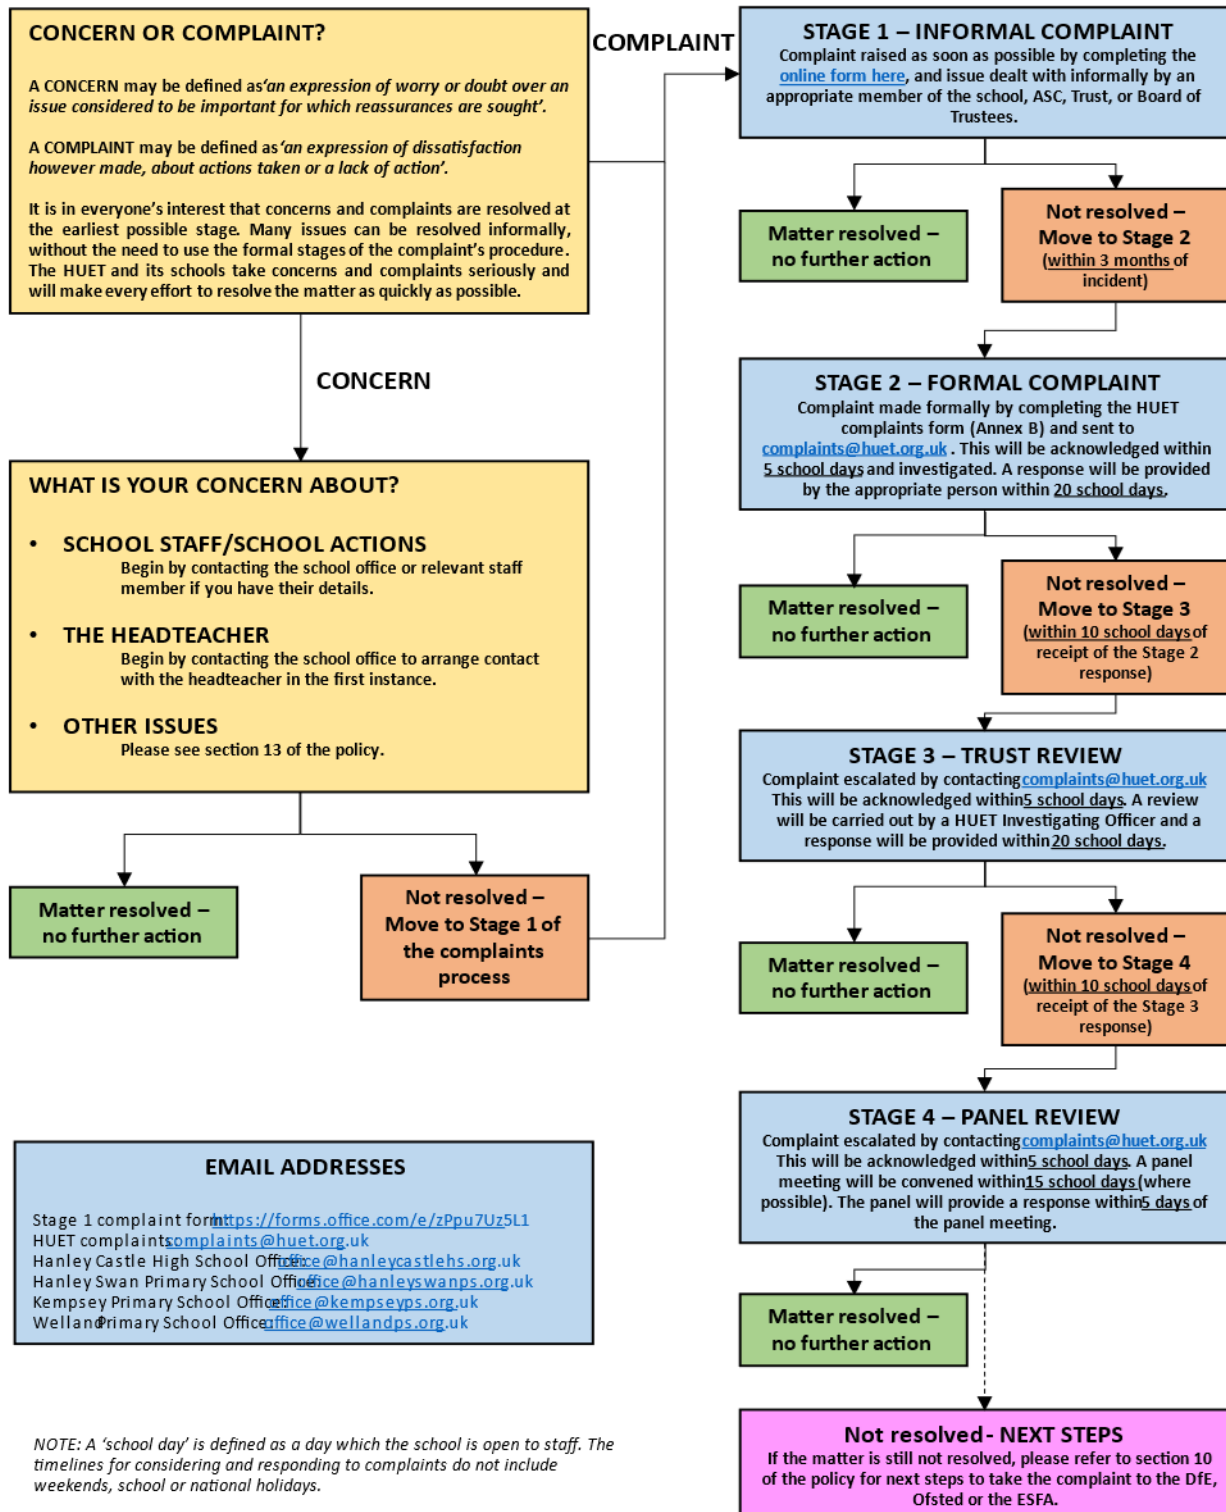 CONCERN OR COMPLAINT?
A CONCERN may be defined as 'an expression of worry or doubt over an
issue considered to be important for which reassurances are sought'.
A COMPLAINT may be defined as 'an expression of dissatisfaction
however made, about actions taken or a lack of action'.
It is in everyone's interest that concerns and complaints are resolved at
the earliest possible stage. Many issues can be resolved informally,
without the need to use the formal stages of the complaint's procedure.
The HUET and its schools take concerns and complaints seriously and
will make every effort to resolve the matter as quickly as possible.
CONCERN
WHAT IS YOUR CONCERN ABOUT?
• SCHOOL STAFF/SCHOOL ACTIONS
Begin by contacting the school office or relevant staff
member if you have their details.
• THE HEADTEACHER
Begin by contacting the school office to arrange contact
with the headteacher in the first instance.
• OTHER ISSUES
Please see section 13 of the policy.
Matter resolved –
no further action
Not resolved –
Move to Stage 1 of
the complaints
process
COMPLAINT
STAGE 1 – INFORMAL COMPLAINT
Complaint raised as soon as possible by completing the
online form here, and issue dealt with informally by an
appropriate member of the school, ASC, Trust, or Board of
Trustees.
Matter resolved –
no further action
Not resolved –
Move to Stage 2
(within 3 months of
incident)
STAGE 2 – FORMAL COMPLAINT
Complaint made formally by completing the HUET
complaints form (Annex B) and sent to
complaints@huet.org.uk . This will be acknowledged within
5 school days and investigated. A response will be provided
by the appropriate person within 20 school days.
Matter resolved –
no further action
Not resolved –
Move to Stage 3
(within 10 school days of
receipt of the Stage 2
response)
STAGE 3 – TRUST REVIEW
Complaint escalated by contacting complaints@huet.org.uk
This will be acknowledged within 5 school days. A review
will be carried out by a HUET Investigating Officer and a
response will be provided within 20 school days.
Matter resolved –
no further action
Not resolved –
Move to Stage 4
(within 10 school days of
receipt of the Stage 3
response)
STAGE 4 – PANEL REVIEW
Complaint escalated by contacting complaints@huet.org.uk
This will be acknowledged within 5 school days. A panel
meeting will be convened within 15 school days (where
possible). The panel will provide a response within 5 days of
the panel meeting.
Matter resolved –
no further action
Not resolved- NEXT STEPS
If the matter is still not resolved, please refer to section 10
of the policy for next steps to take the complaint to the DfE,
Ofsted or the ESFA.
EMAIL ADDRESSES
Stage 1 complaint form: https://forms.office.com/e/zPpu7Uz5L1
HUET complaints: complaints@huet.org.uk
Hanley Castle High School Office: office@hanleycastlehs.org.uk
Hanley Swan Primary School Office: office@hanleyswanps.org.uk
Kempsey Primary School Office: office@kempseyps.org.uk
Welland Primary School Office: office@wellandps.org.uk
NOTE: A 'school day' is defined as a day which the school is open to staff. The
timelines for considering and responding to complaints do not include
weekends, school or national holidays.